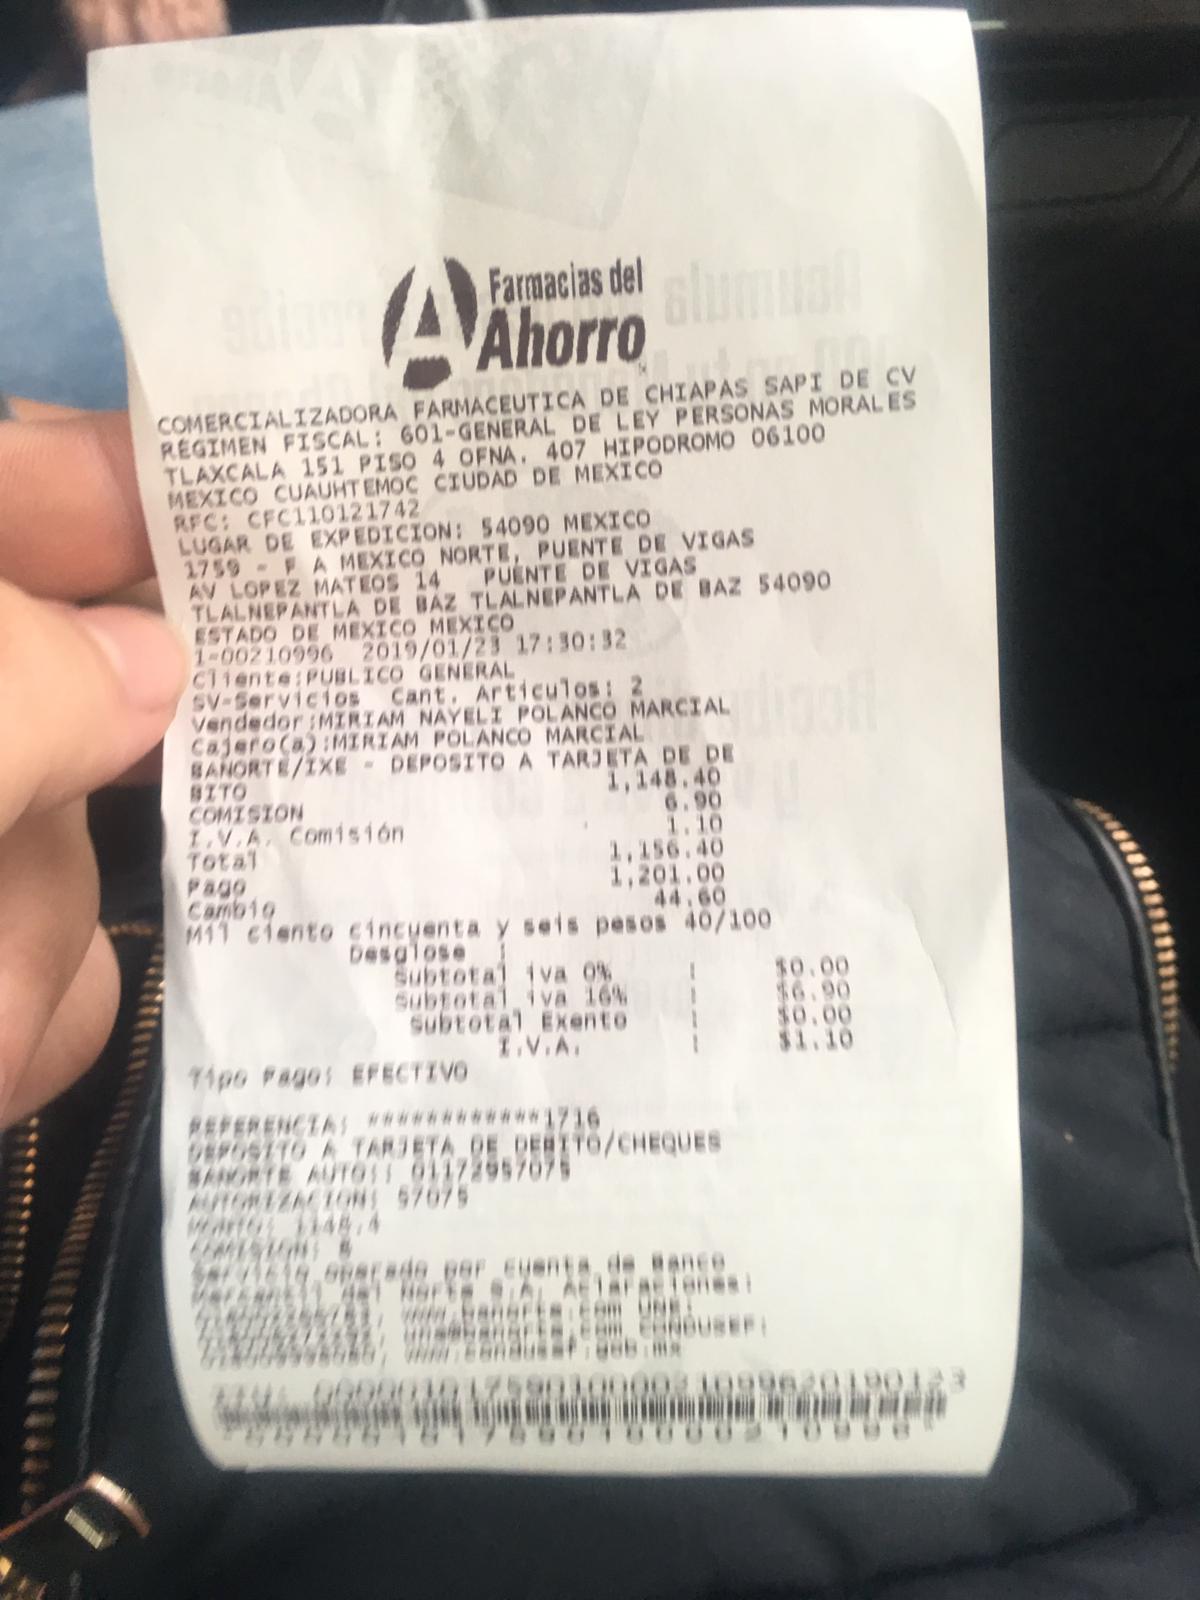 Farmacias del
Ahorro
COMERCIALIZADORA FARMACEUTICA DE CHIAPAS SAPI DE CV
REGIMEN FISCAL: 601-GENERAL DE LEY PERSONAS MORALES
TLAXCALA 151 PISO 4 OFNA. 407 HIPODROMO 06100
MEXICO CUAUHTEMOC CIUDAD DE MEXICO
RFC: CFC110121742
LUGAR DE EXPEDICION: 54090 MEXICO
1759 - F A MEXICO NORTE, PUENTE DE VIGAS
AV LOPEZ MATEOS 14 PUENTE DE VIGAS
TLALNEPANTLA DE BAZ TLALNEPANTLA DE BAZ 54090
ESTADO DE MEXICO MEXICO
1-00210996 2019/01/23 17:30:32
Cliente:PUBLICO GENERAL
SV-Servicios Cant. Articulos: 2
Vendedor:MIRIAM NAYELI POLANCO MARCIAL
Cajero(a):MIRIAM POLANCO MARCIAL
BANORTE/IXE - DEPOSITO A TARJETA DE DE
BITO 1,148.40
COMISION 6.90
I.V.A. Comisión 1.10
Total 1,156.40
Pago 1,201.00
Cambio 44.60
Mil ciento cincuenta y seis pesos 40/100
Desglose :
Subtotal iva 0% : $0.00
Subtotal iva 16% : $6.90
Subtotal Exento : $0.00
I.V.A. : $1.10
Tipo Pago: EFECTIVO
REFERENCIA: ************1716
DEPOSITO A TARJETA DE DEBITO/CHEQUES
BANORTE AUTO:: 01172957075
AUTORIZACION: 57075
MONTO: 1148.4
COMISION: 8
Servicio operado por cuenta de Banco
Mercantil del Norte S.A. Aclaraciones:
www.banorte.com UNE:
une@banorte.com CONDUSEF:
www.condusef.gob.mx
ITU: 0000010175901000021099620190123